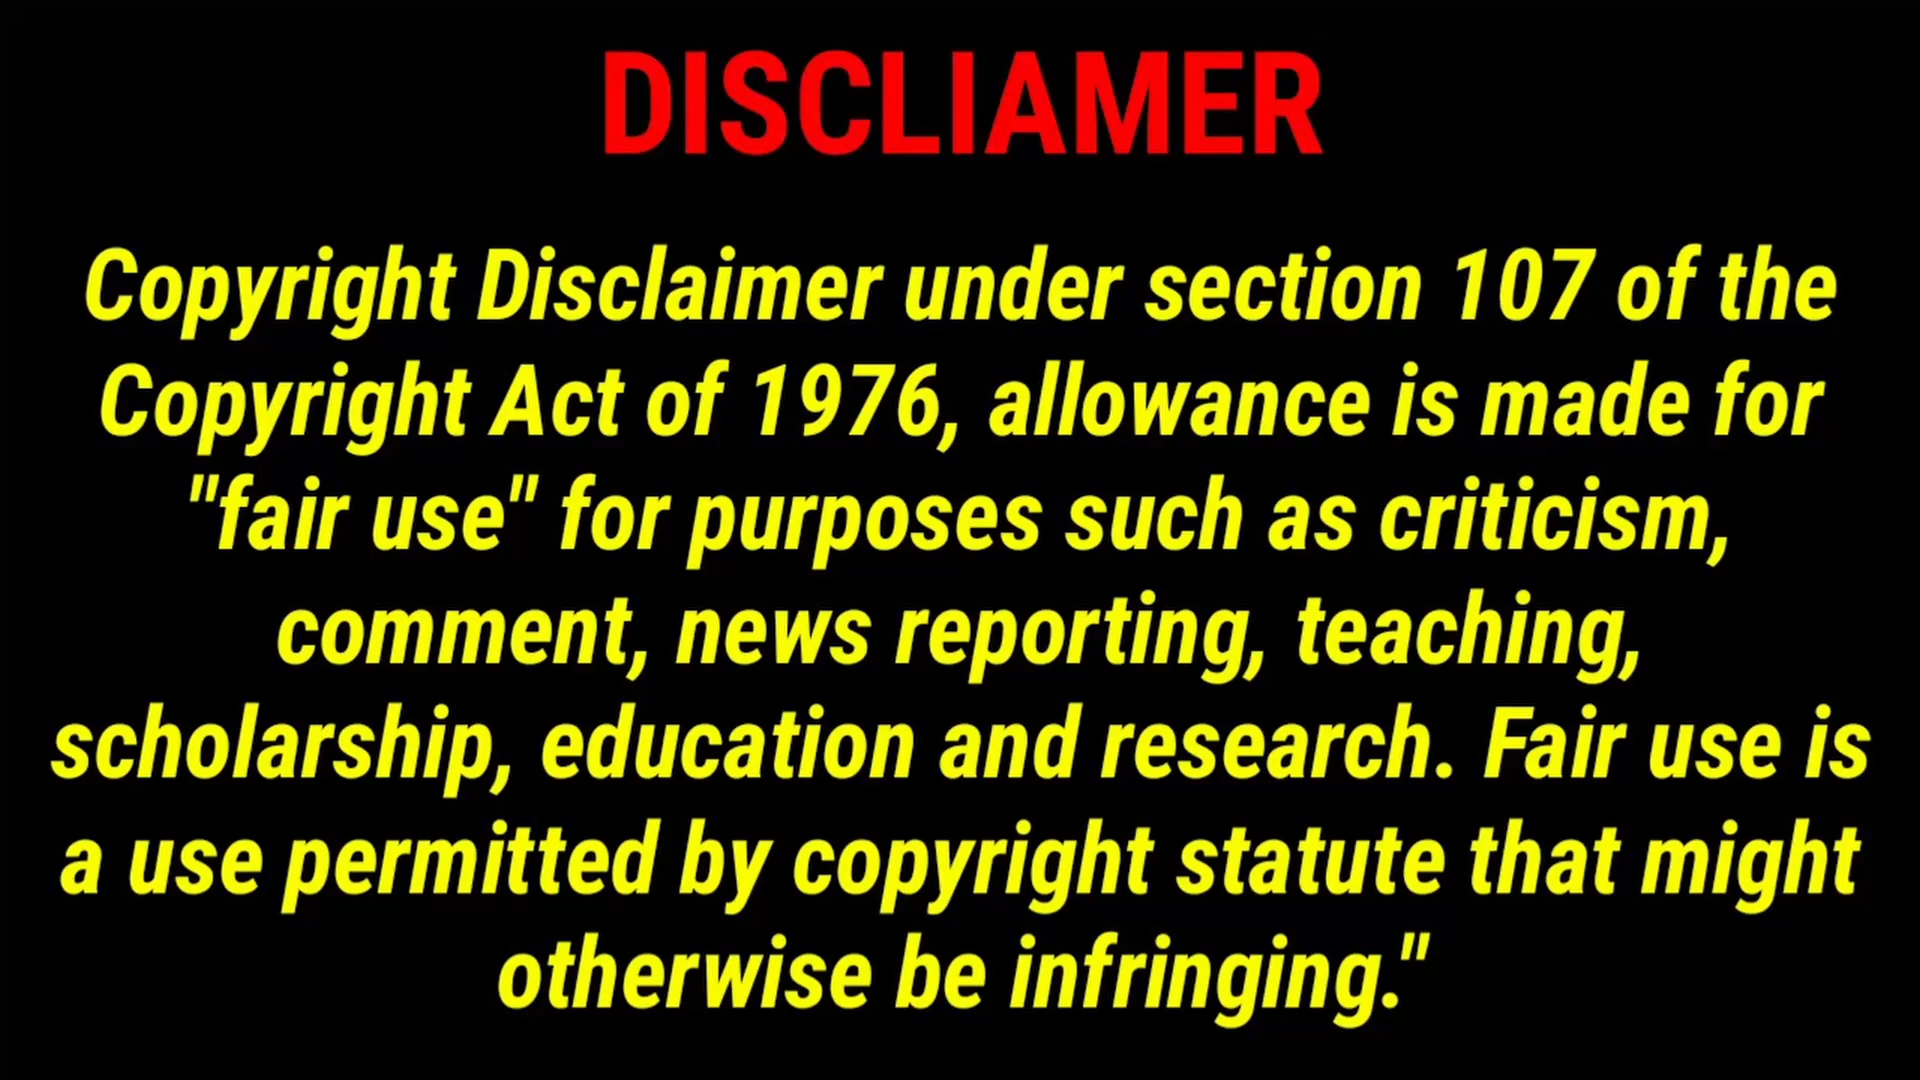 DISCLIAMER
Copyright Disclaimer under section 107 of the
Copyright Act of 1976, allowance is made for
"fair use" for purposes such as criticism,
comment, news reporting, teaching,
scholarship, education and research. Fair use is
a use permitted by copyright statute that might
otherwise be infringing."